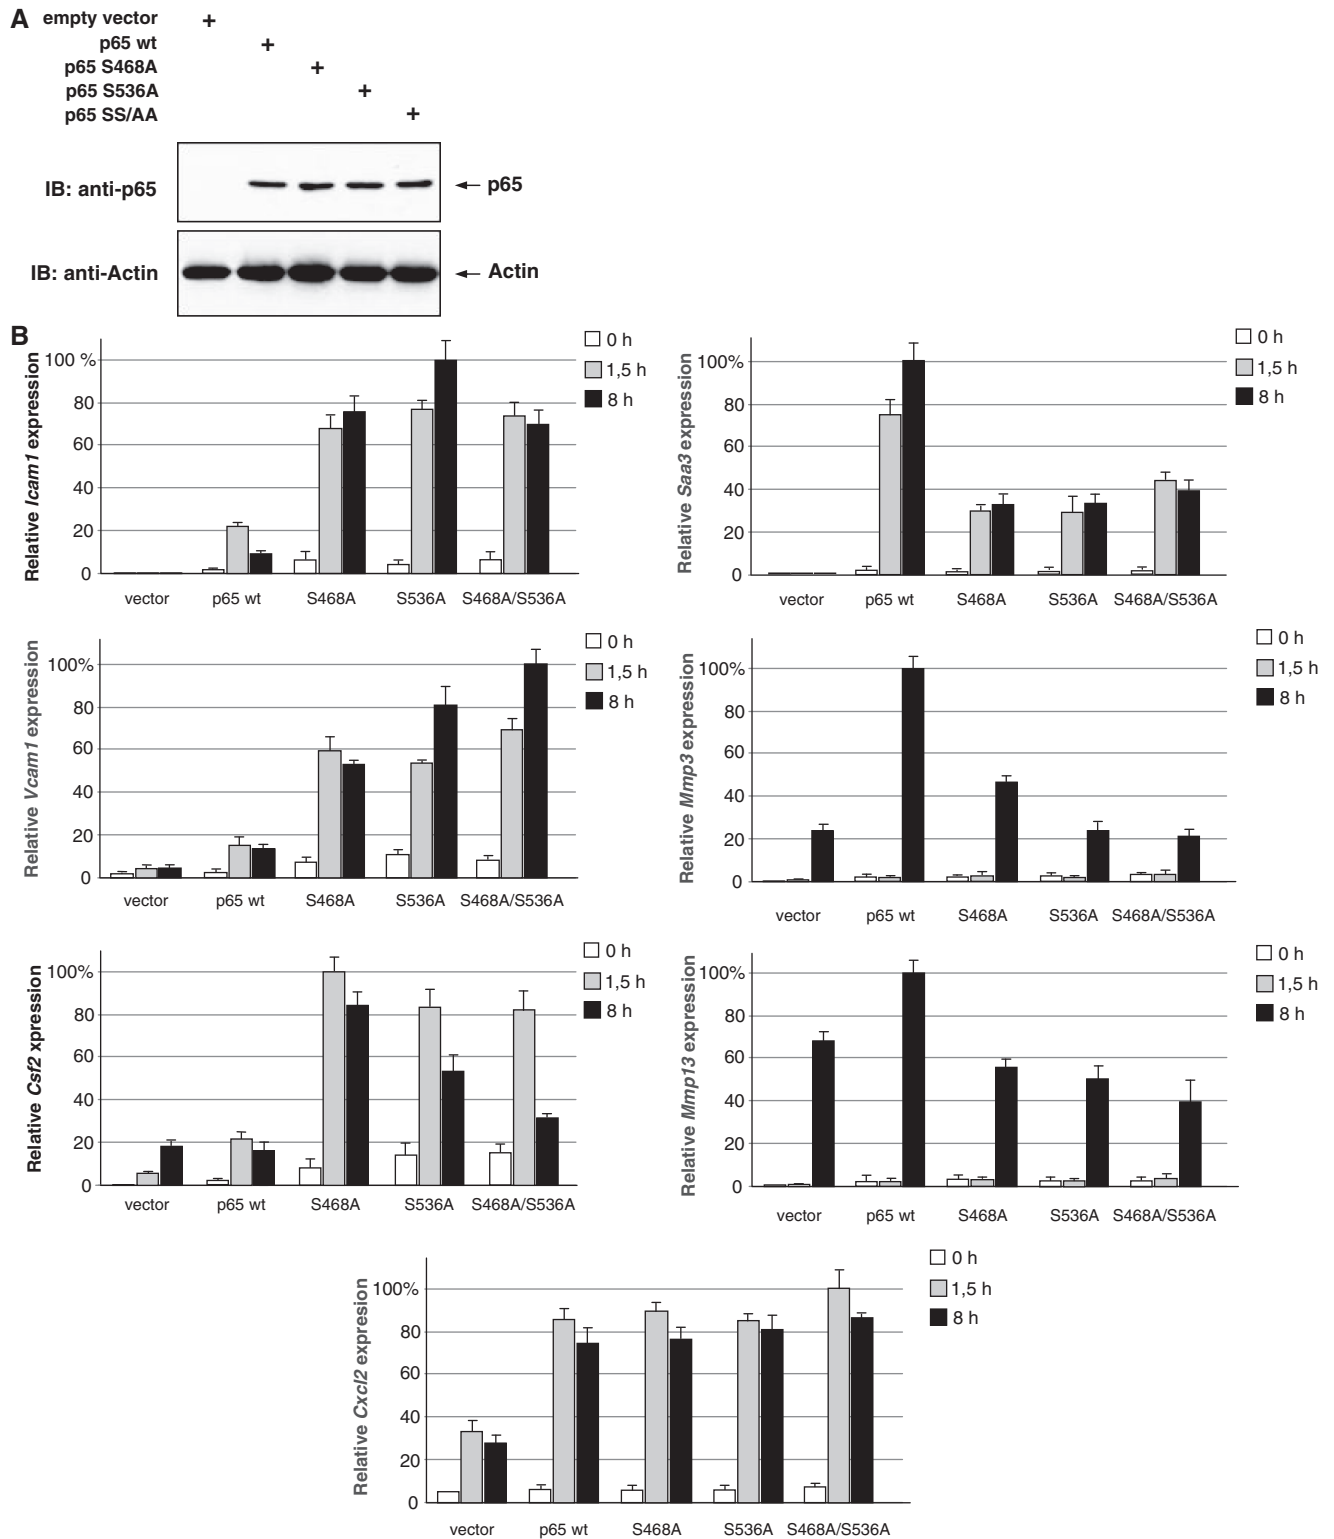 A
empty vector +
p65 wt +
p65 S468A +
p65 S536A +
p65 SS/AA +
IB: anti-p65 ← p65
IB: anti-Actin ← Actin
B
Relative Icam1 expression
100 %
80
60
40
20
0
vector p65 wt S468A S536A S468A/S536A
0 h
1,5 h
8 h
Relative Saa3 expression
100%
80
60
40
20
0
vector p65 wt S468A S536A S468A/S536A
0 h
1,5 h
8 h
Relative Vcam1 expression
100%
80
60
40
20
0
vector p65 wt S468A S536A S468A/S536A
0 h
1,5 h
8 h
Relative Mmp3 expression
100%
80
60
40
20
0
vector p65 wt S468A S536A S468A/S536A
0 h
1,5 h
8 h
Relative Csf2 xpression
100%
80
60
40
20
0
vector p65 wt S468A S536A S468A/S536A
0 h
1,5 h
8 h
Relative Mmp13 expression
100%
80
60
40
20
0
vector p65 wt S468A S536A S468A/S536A
0 h
1,5 h
8 h
Relative Cxcl2 expression
100%
80
60
40
20
0
vector p65 wt S468A S536A S468A/S536A
0 h
1,5 h
8 h